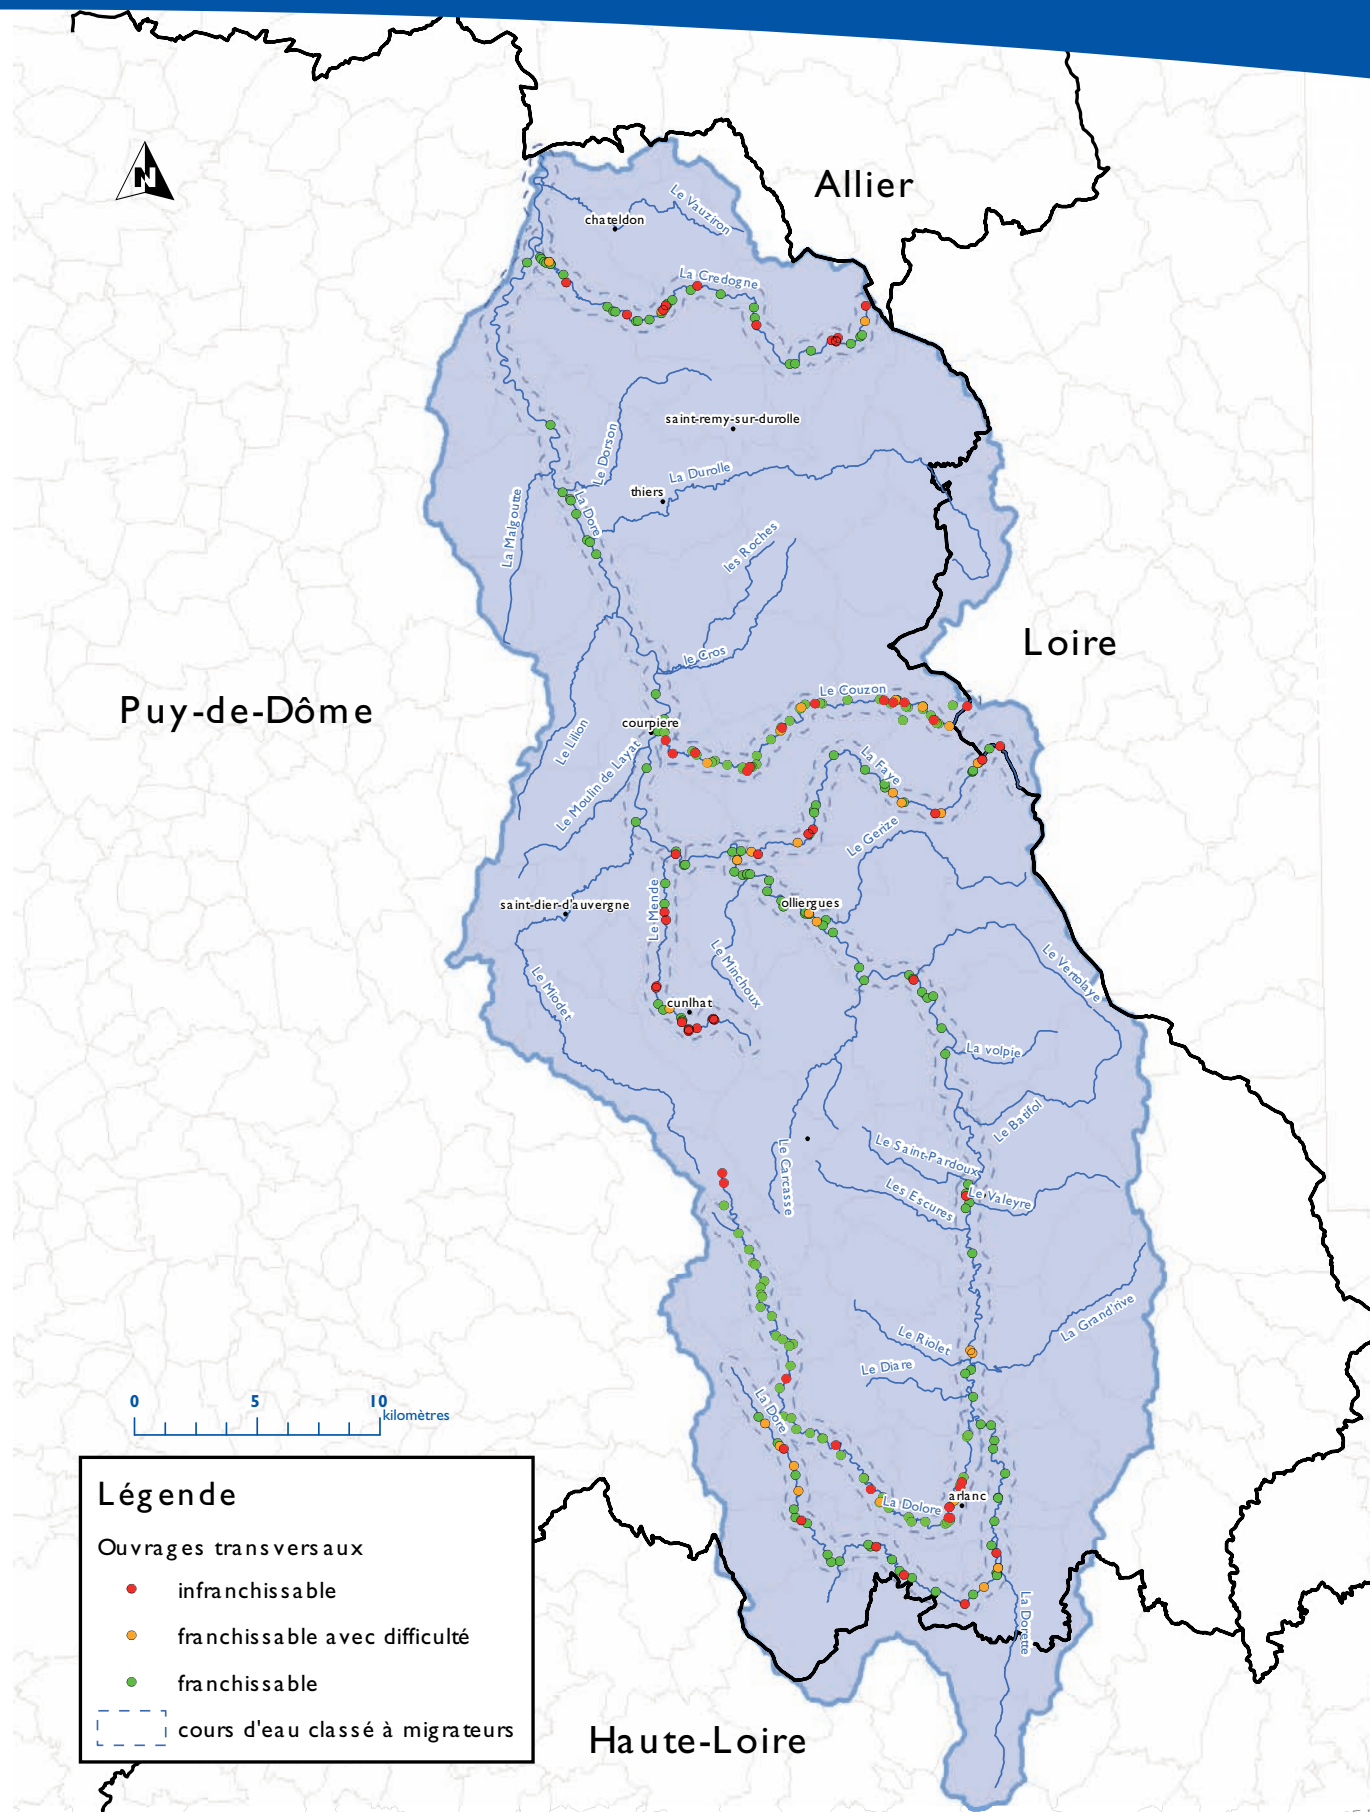 N
Allier
Le Vauziron
chateldon
La Credogne
saint-remy-sur-durolle
Le Dorson
La Durolle
thiers
La Dore
La Malgoutte
les Roches
Loire
le Cros
Puy-de-Dôme
Le Couzon
courpiere
Le Lilion
Le Moulin de Layat
La Faye
Le Genze
saint-dier-d'auvergne
Le Mende
olliergues
Le Minchoux
Le Vertolaye
Le Miodet
cunlhat
La volpie
Le Batifol
Le Carcasse
Le Saint-Pardoux
Les Escures
Le Valeyre
Le Riolet
La Grand'rive
Le Diare
La Dore
0 5 10
kilomètres
La Dolore
arlanc
Légende
Ouvrages transversaux
infranchissable
franchissable avec difficulté
franchissable
cours d'eau classé à migrateurs
La Dorette
Haute-Loire